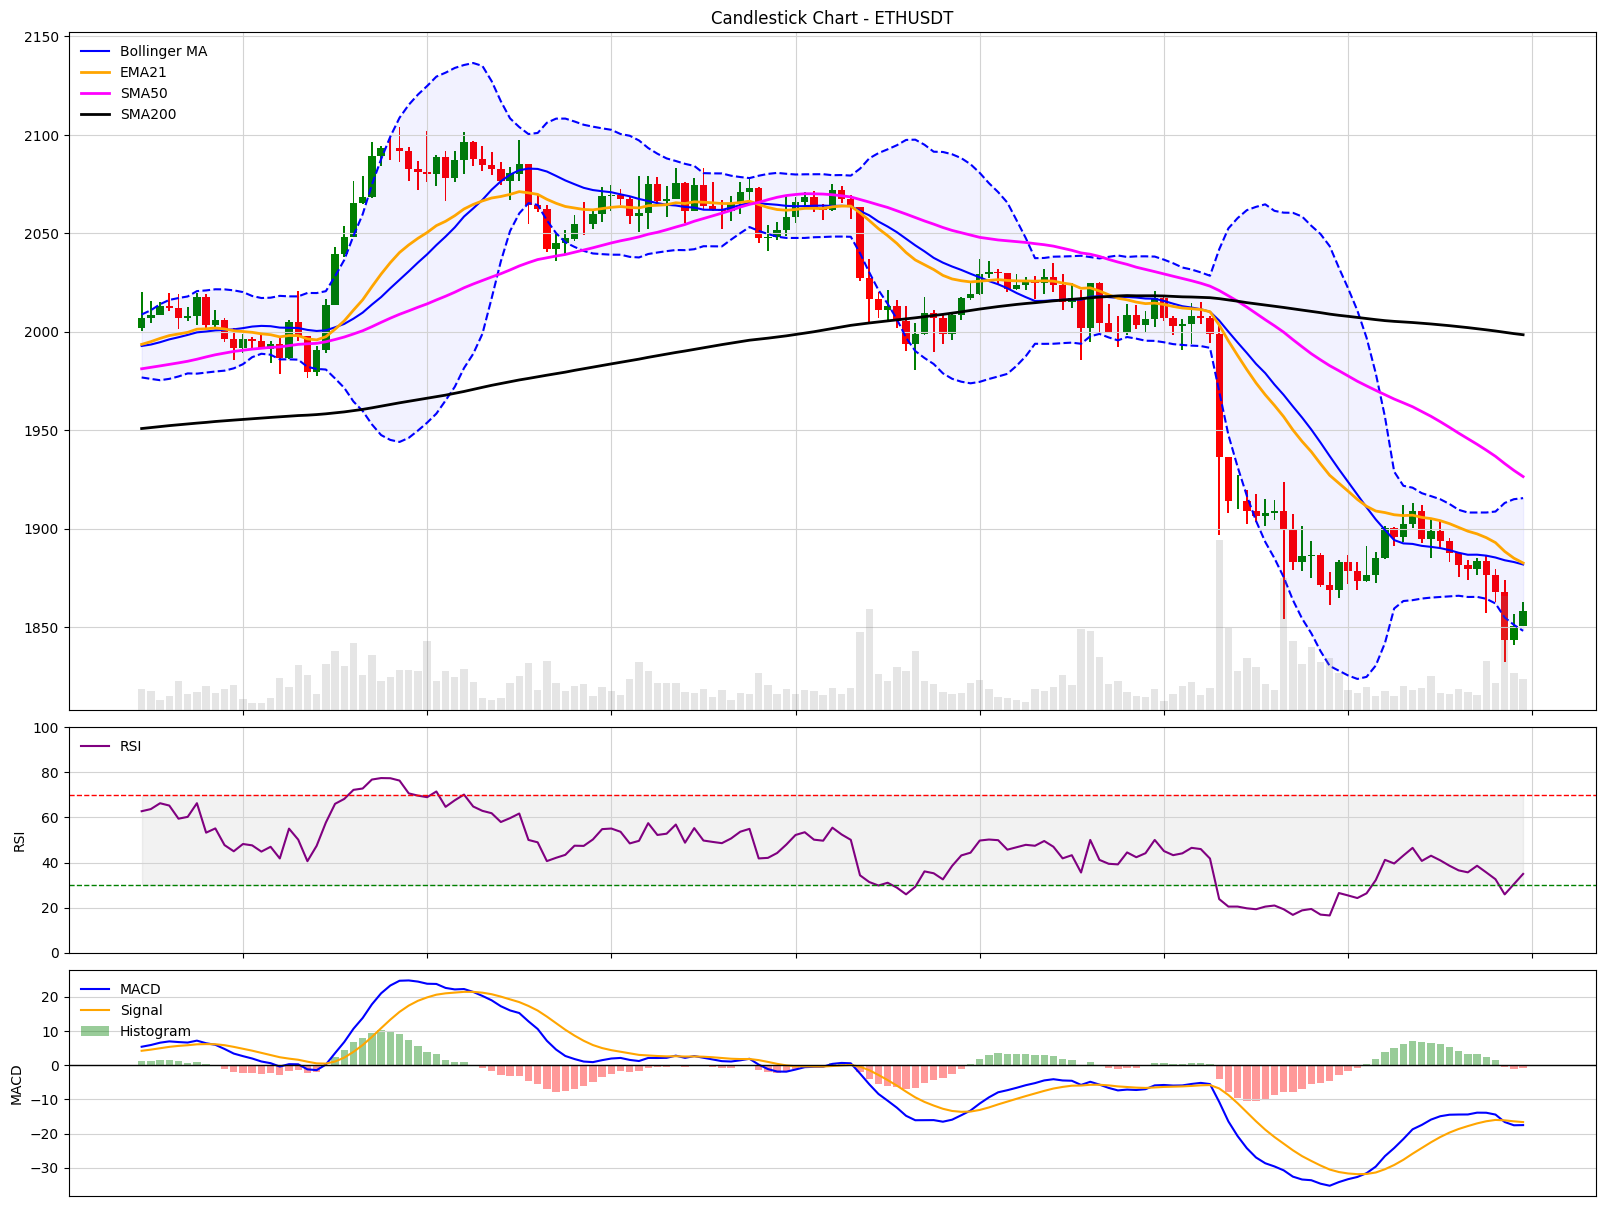 Candlestick Chart - ETHUSDT
2150
2100
2050
2000
1950
1900
1850
Bollinger MA
EMA21
SMA50
SMA200
100
80
60
40
20
0
RSI
RSI
20
10
0
−10
−20
−30
MACD
MACD
Signal
Histogram